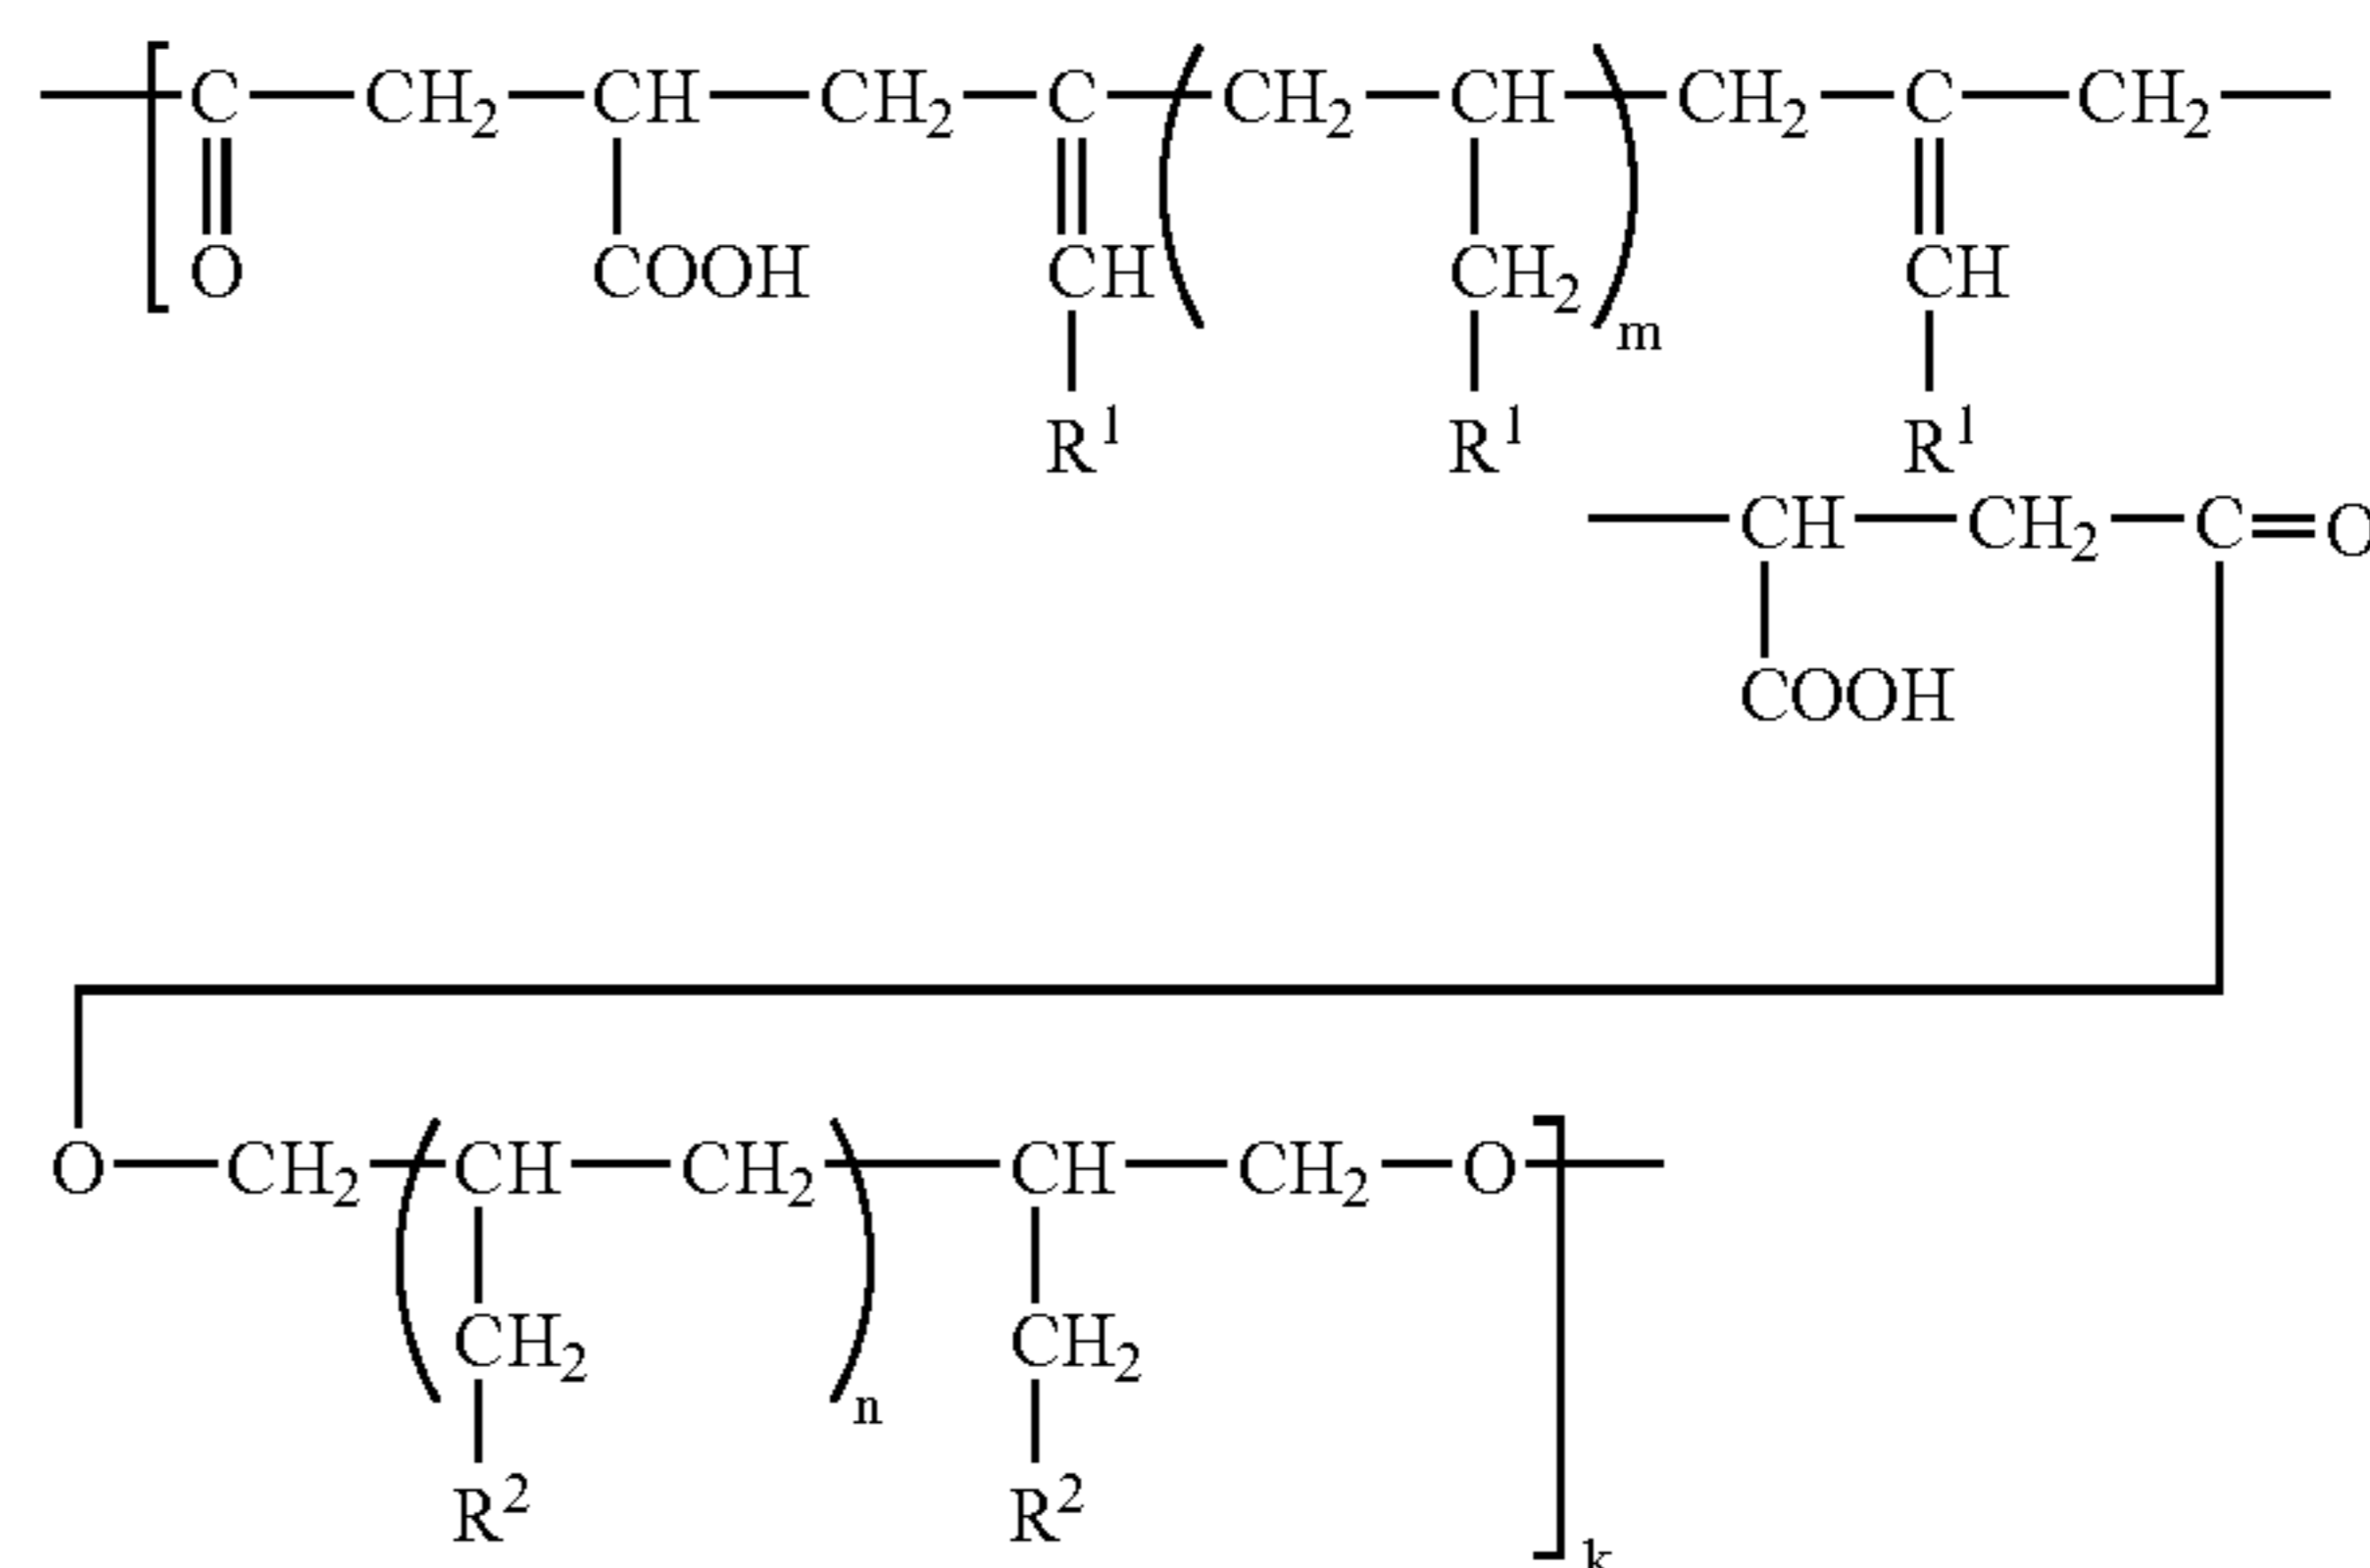 C CH₂ CH CH₂ C CH₂ CH CH₂ C CH₂
O COOH CH CH₂ CH
m
R¹ R¹ R¹
CH CH₂ C O
COOH
O CH₂ CH CH₂ CH CH₂ O
CH₂ CH₂
n
R² R²
k